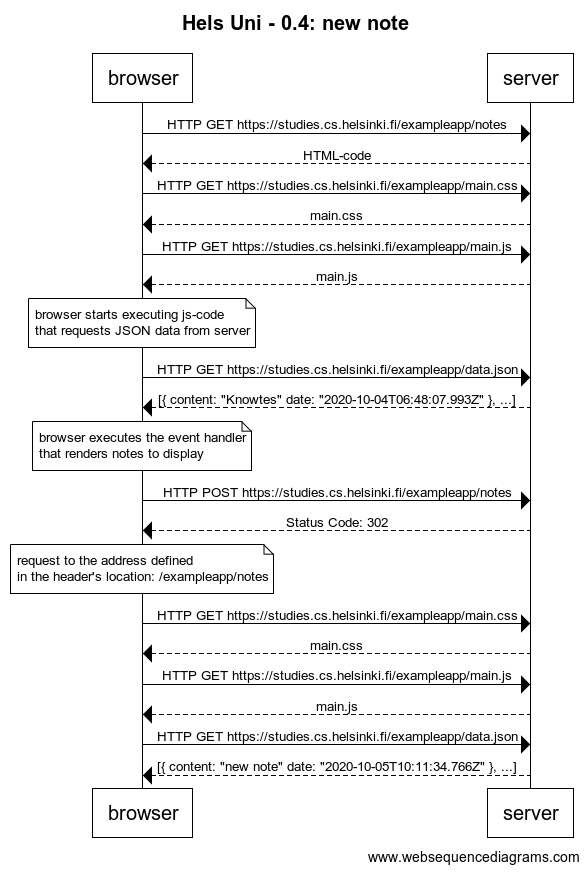 Hels Uni - 0.4: new note
browser
server
HTTP GET https://studies.cs.helsinki.fi/exampleapp/notes
HTML-code
HTTP GET https://studies.cs.helsinki.fi/exampleapp/main.css
main.css
HTTP GET https://studies.cs.helsinki.fi/exampleapp/main.js
main.js
browser starts executing js-code
that requests JSON data from server
HTTP GET https://studies.cs.helsinki.fi/exampleapp/data.json
[{ content: "Knowtes" date: "2020-10-04T06:48:07.993Z" }, ...]
browser executes the event handler
that renders notes to display
HTTP POST https://studies.cs.helsinki.fi/exampleapp/notes
Status Code: 302
request to the address defined
in the header's location: /exampleapp/notes
HTTP GET https://studies.cs.helsinki.fi/exampleapp/main.css
main.css
HTTP GET https://studies.cs.helsinki.fi/exampleapp/main.js
main.js
HTTP GET https://studies.cs.helsinki.fi/exampleapp/data.json
[{ content: "new note" date: "2020-10-05T10:11:34.766Z" }, ...]
browser
server
www.websequencediagrams.com